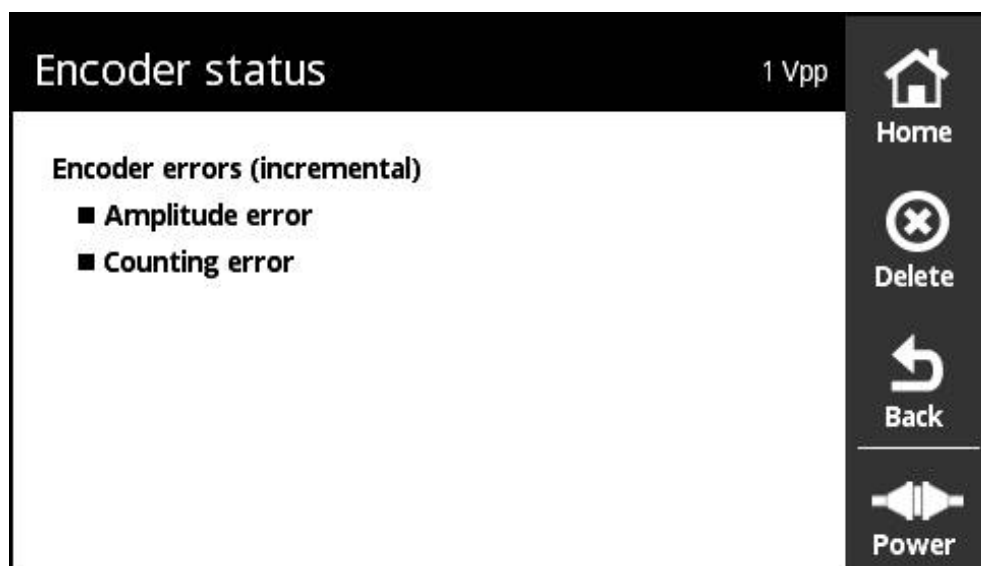 Encoder status
1 Vpp
Home
Encoder errors (incremental)
■ Amplitude error
■ Counting error
Delete
Back
Power